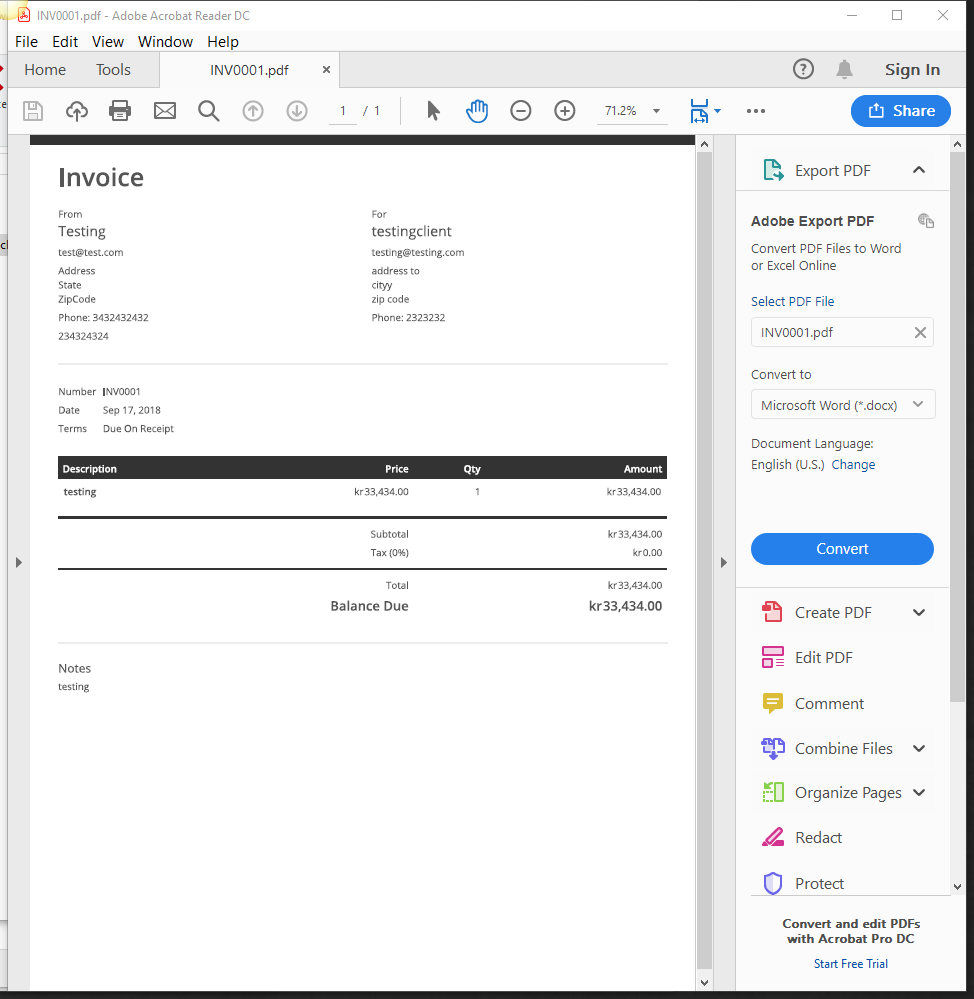 INV0001.pdf - Adobe Acrobat Reader DC
File Edit View Window Help
Home Tools INV0001.pdf Sign In
1 / 1 71.2% Share
Invoice
From
Testing
test@test.com
Address
State
ZipCode
Phone: 3432432432
234324324
For
testingclient
testing@testing.com
address to
cityy
zip code
Phone: 2323232
Number INV0001
Date Sep 17, 2018
Terms Due On Receipt
Description Price Qty Amount
testing kr33,434.00 1 kr33,434.00
Subtotal kr33,434.00
Tax (0%) kr0.00
Total kr33,434.00
Balance Due kr33,434.00
Notes
testing
Export PDF
Adobe Export PDF
Convert PDF Files to Word
or Excel Online
Select PDF File
INV0001.pdf
Convert to
Microsoft Word (*.docx)
Document Language:
English (U.S.) Change
Convert
Create PDF
Edit PDF
Comment
Combine Files
Organize Pages
Redact
Protect
Convert and edit PDFs
with Acrobat Pro DC
Start Free Trial